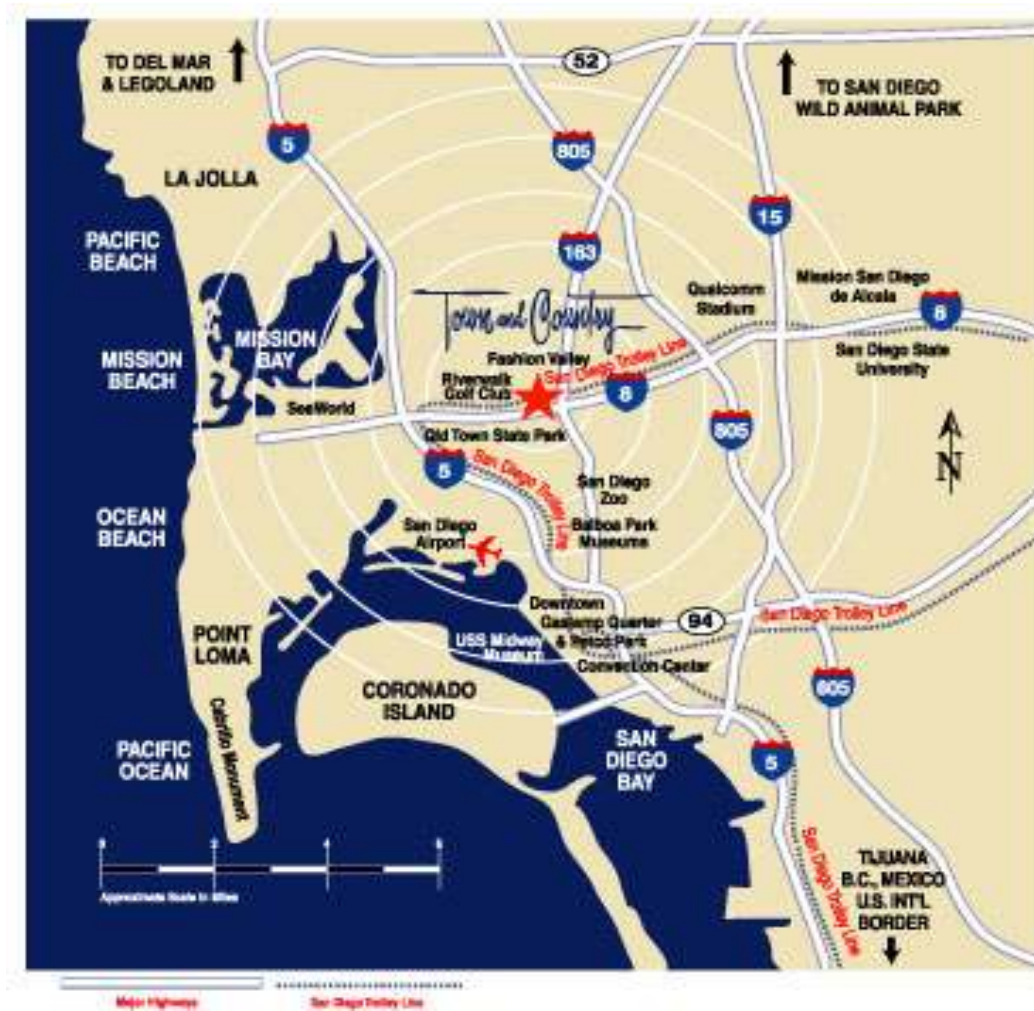 TO DEL MAR
& LEGOLAND
52
TO SAN DIEGO
WILD ANIMAL PARK
5
805
LA JOLLA
15
PACIFIC
BEACH
163
Qualcomm
Stadium
Mission San Diego
de Alcala
8
Town and Country
MISSION
BAY
Fashion Valley
San Diego Trolley Line
San Diego State
University
MISSION
BEACH
Riverwalk
Golf Club
8
SeaWorld
805
Old Town State Park
N
5
San Diego Trolley Line
San Diego
Zoo
OCEAN
BEACH
San Diego
Airport
Balboa Park
Museums
Downtown
Gaslamp Quarter
& Petco Park
94
San Diego Trolley Line
POINT
LOMA
USS Midway
Museum
Convection Center
CORONADO
ISLAND
805
Cabrillo Monument
PACIFIC
OCEAN
SAN
DIEGO
BAY
5
0 2 4 6
Approximate Scale in Miles
San Diego Trolley Line
TIJUANA
B.C., MEXICO
U.S. INT'L
BORDER
Major Highways
San Diego Trolley Line